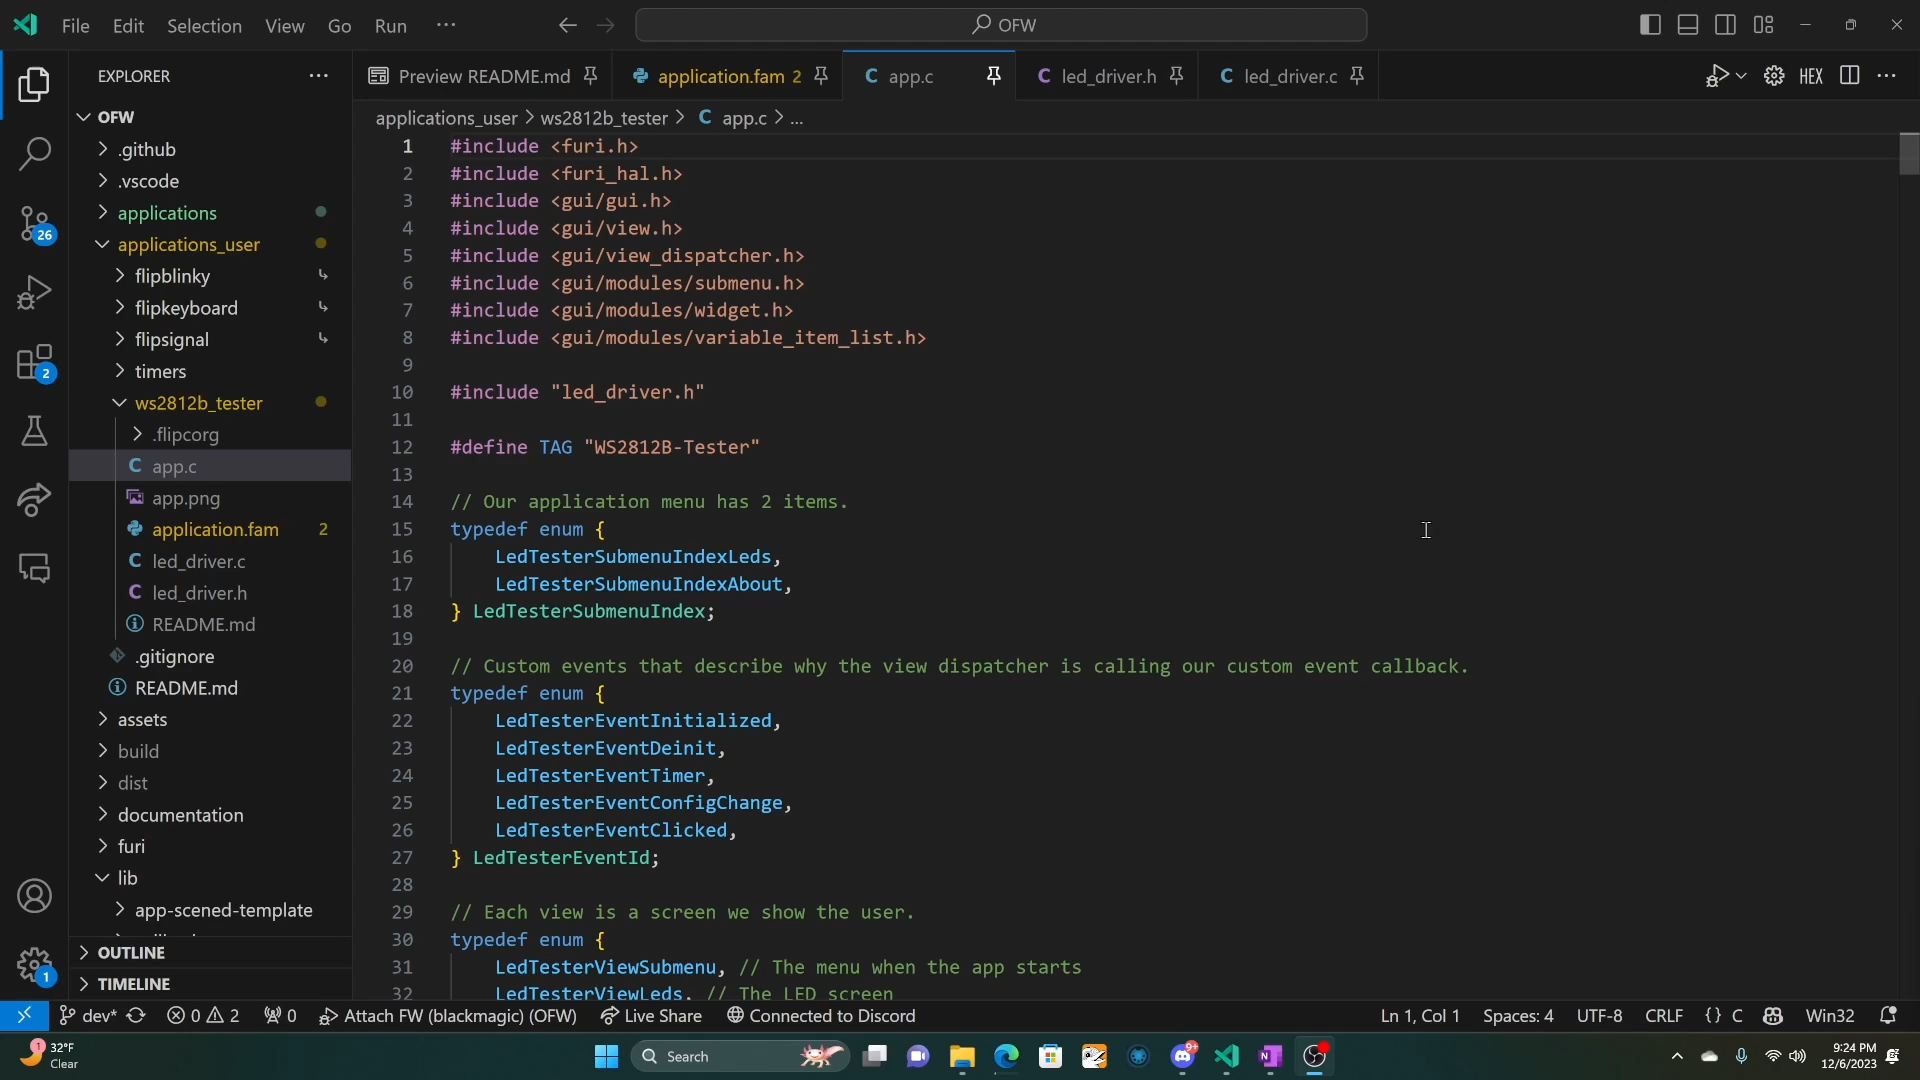 File Edit Selection View Go Run ···
OFW
EXPLORER
Preview README.md
application.fam 2
app.c
led_driver.h
led_driver.c
HEX
OFW
applications_user > ws2812b_tester > C app.c > ...
.github
.vscode
applications
applications_user
flipblinky
flipkeyboard
flipsignal
timers
ws2812b_tester
.flipcorg
C app.c
app.png
application.fam 2
C led_driver.c
C led_driver.h
README.md
.gitignore
README.md
assets
build
dist
documentation
furi
lib
app-scened-template
OUTLINE
TIMELINE
26
2
1
1 #include <furi.h>
2 #include <furi_hal.h>
3 #include <gui/gui.h>
4 #include <gui/view.h>
5 #include <gui/view_dispatcher.h>
6 #include <gui/modules/submenu.h>
7 #include <gui/modules/widget.h>
8 #include <gui/modules/variable_item_list.h>
9
10 #include "led_driver.h"
11
12 #define TAG "WS2812B-Tester"
13
14 // Our application menu has 2 items.
15 typedef enum {
16 LedTesterSubmenuIndexLeds,
17 LedTesterSubmenuIndexAbout,
18 } LedTesterSubmenuIndex;
19
20 // Custom events that describe why the view dispatcher is calling our custom event callback.
21 typedef enum {
22 LedTesterEventInitialized,
23 LedTesterEventDeinit,
24 LedTesterEventTimer,
25 LedTesterEventConfigChange,
26 LedTesterEventClicked,
27 } LedTesterEventId;
28
29 // Each view is a screen we show the user.
30 typedef enum {
31 LedTesterViewSubmenu, // The menu when the app starts
32 LedTesterViewLeds, // The LED screen
dev* 0 2 0 Attach FW (blackmagic) (OFW) Live Share Connected to Discord Ln 1, Col 1 Spaces: 4 UTF-8 CRLF {} C Win32
1 32°F
Clear
Search
9+
9:24 PM
12/6/2023